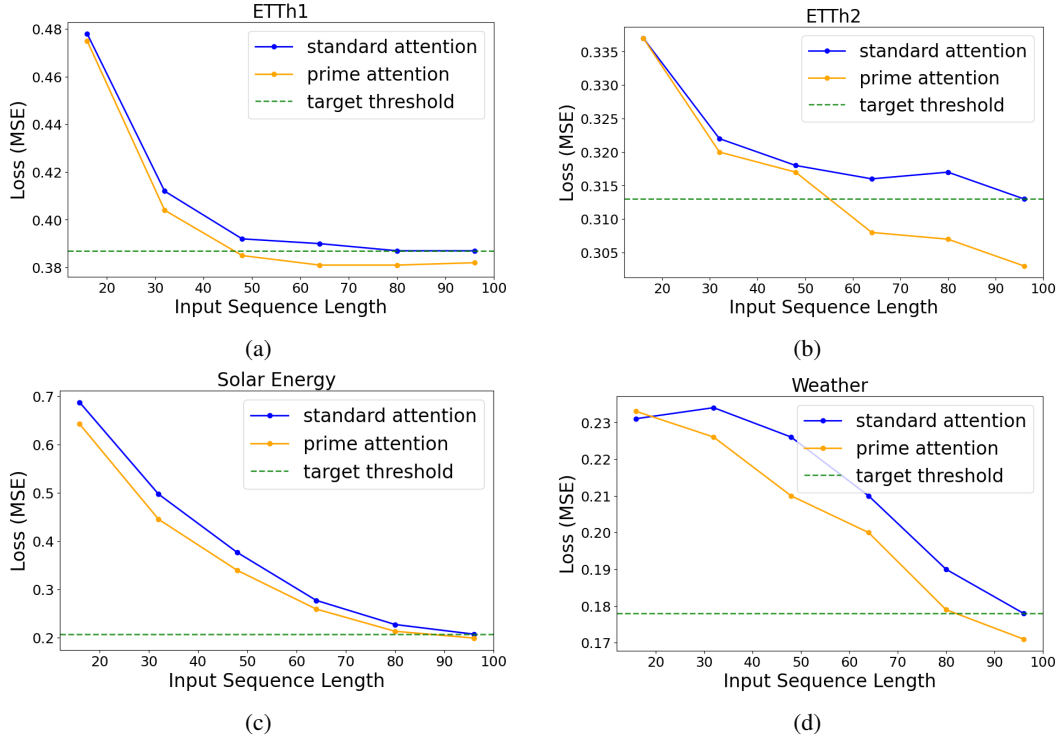 ETTh1
Loss (MSE)
0.48
0.46
0.44
0.42
0.40
0.38
standard attention
prime attention
target threshold
20 30 40 50 60 70 80 90 100
Input Sequence Length
(a)
ETTh2
Loss (MSE)
0.335
0.330
0.325
0.320
0.315
0.310
0.305
standard attention
prime attention
target threshold
20 30 40 50 60 70 80 90 100
Input Sequence Length
(b)
Solar Energy
Loss (MSE)
0.7
0.6
0.5
0.4
0.3
0.2
standard attention
prime attention
target threshold
20 30 40 50 60 70 80 90 100
Input Sequence Length
(c)
Weather
Loss (MSE)
0.23
0.22
0.21
0.20
0.19
0.18
0.17
standard attention
prime attention
target threshold
20 30 40 50 60 70 80 90 100
Input Sequence Length
(d)